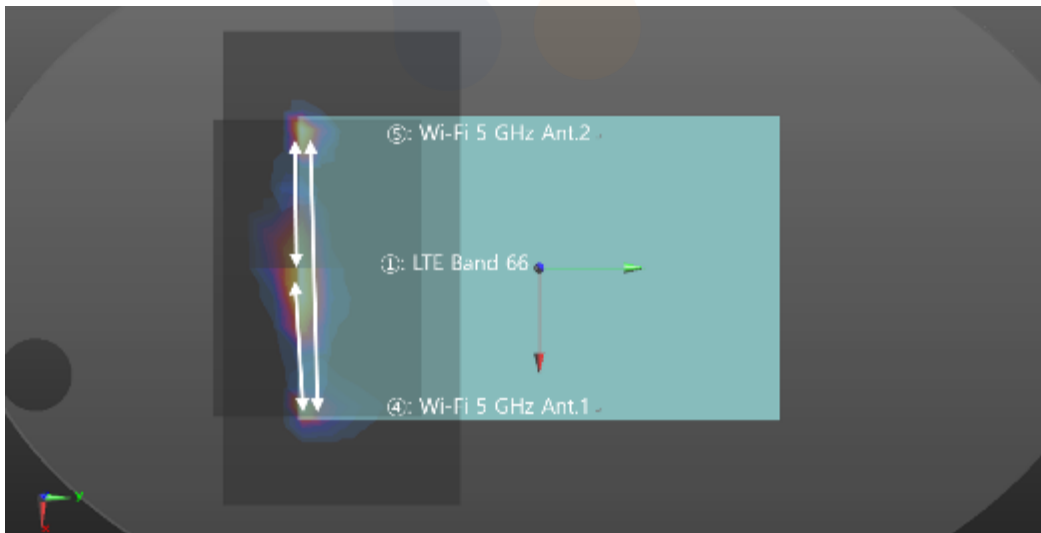 ⑤: Wi-Fi 5 GHz Ant.2
①: LTE Band 66
④: Wi-Fi 5 GHz Ant.1
y
x